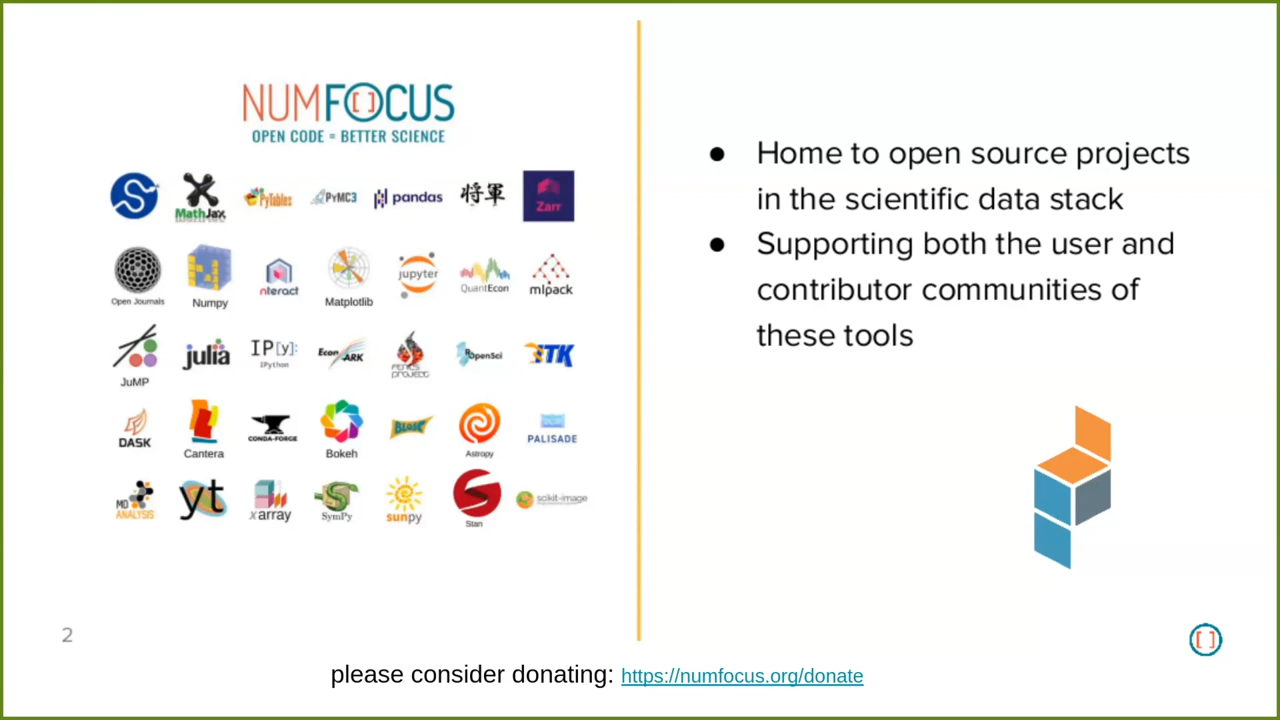 NUMFOCUS
OPEN CODE = BETTER SCIENCE
MathJax
PyTables
PyMC3
pandas
将軍
Zarr
Open Journals
Numpy
nteract
Matplotlib
jupyter
QuantEcon
mlpack
JuMP
julia
IP[y]:
IPython
Econ ARK
FENICS
PROJECT
ROpenSci
ITK
DASK
Cantera
CONDA-FORGE
Bokeh
BLOSC
Astropy
PALISADE
MD
ANALYSIS
yt
xarray
SymPy
sunpy
Stan
scikit-image
● Home to open source projects
in the scientific data stack
● Supporting both the user and
contributor communities of
these tools
2
[ ]
please consider donating: https://numfocus.org/donate